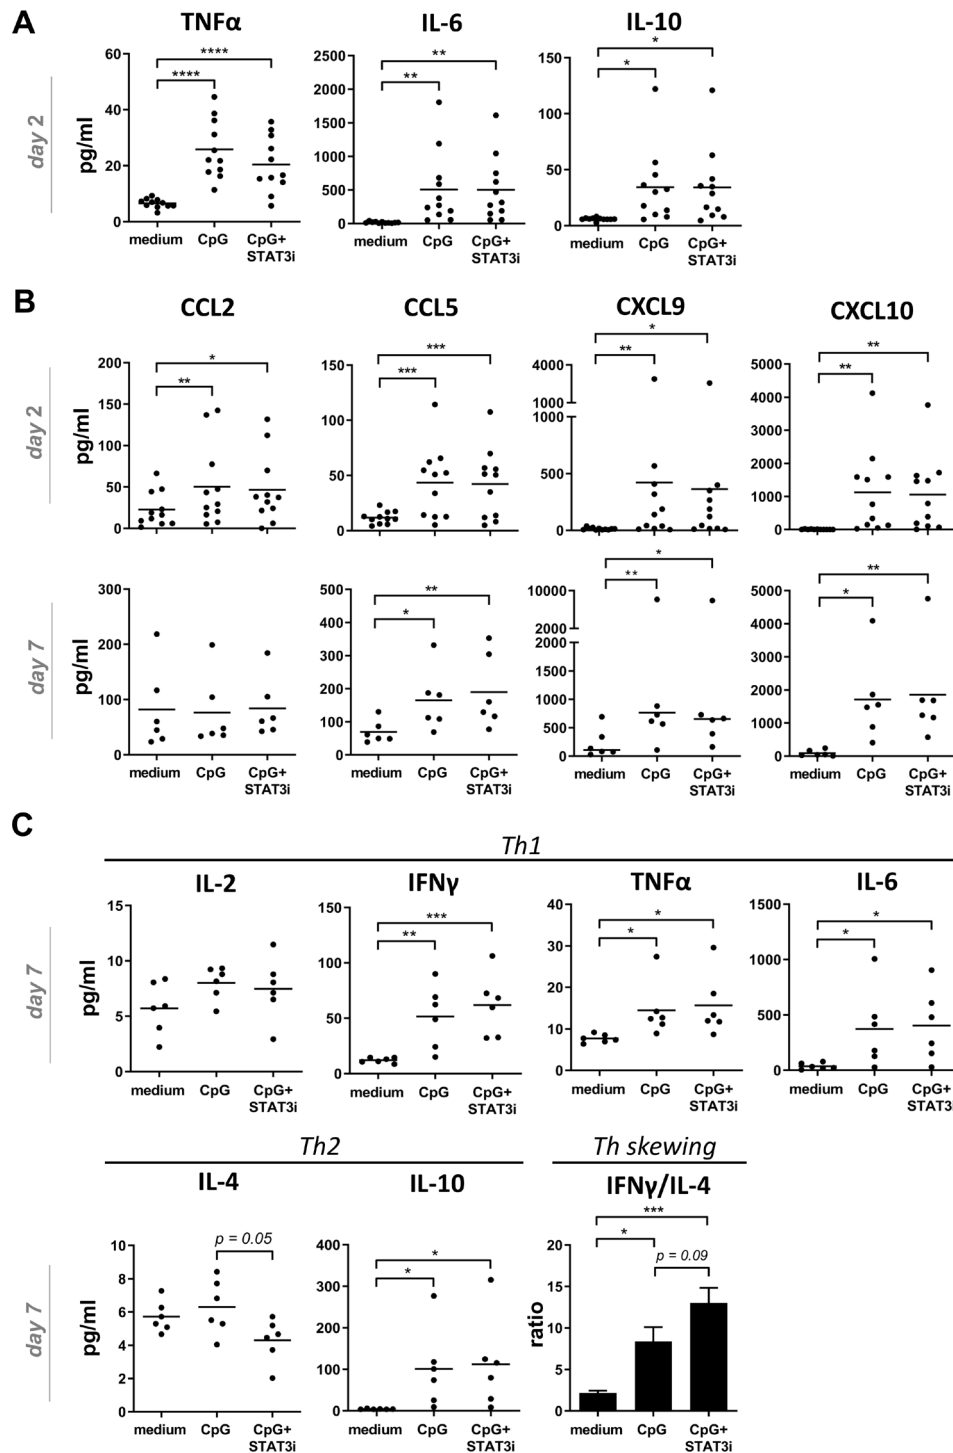 A
TNFα IL-6 IL-10
day 2
pg/ml
60
40
20
0
****
****
medium CpG CpG+
STAT3i
2500
2000
1500
1000
500
0
**
**
medium CpG CpG+
STAT3i
150
100
50
0
*
*
medium CpG CpG+
STAT3i
B
CCL2 CCL5 CXCL9 CXCL10
day 2
pg/ml
200
150
100
50
0
*
**
150
100
50
0
***
***
4000
1000
1000
500
0
*
**
5000
4000
3000
2000
1000
0
**
**
day 7
pg/ml
300
200
100
0
medium CpG CpG+
STAT3i
500
400
300
200
100
0
**
*
medium CpG CpG+
STAT3i
10000
2000
2000
1500
1000
500
0
*
**
medium CpG CpG+
STAT3i
5000
4000
3000
2000
1000
0
**
*
medium CpG CpG+
STAT3i
C
Th1
IL-2 IFNγ TNFα IL-6
day 7
pg/ml
15
10
5
0
medium CpG CpG+
STAT3i
150
100
50
0
***
**
medium CpG CpG+
STAT3i
40
30
20
10
0
*
*
medium CpG CpG+
STAT3i
1500
1000
500
0
*
*
medium CpG CpG+
STAT3i
Th2 Th skewing
IL-4 IL-10 IFNγ/IL-4
day 7
pg/ml
10
8
6
4
2
0
p = 0.05
medium CpG CpG+
STAT3i
400
300
200
100
0
*
*
medium CpG CpG+
STAT3i
ratio
20
15
10
5
0
***
*
p = 0.09
medium CpG CpG+
STAT3i